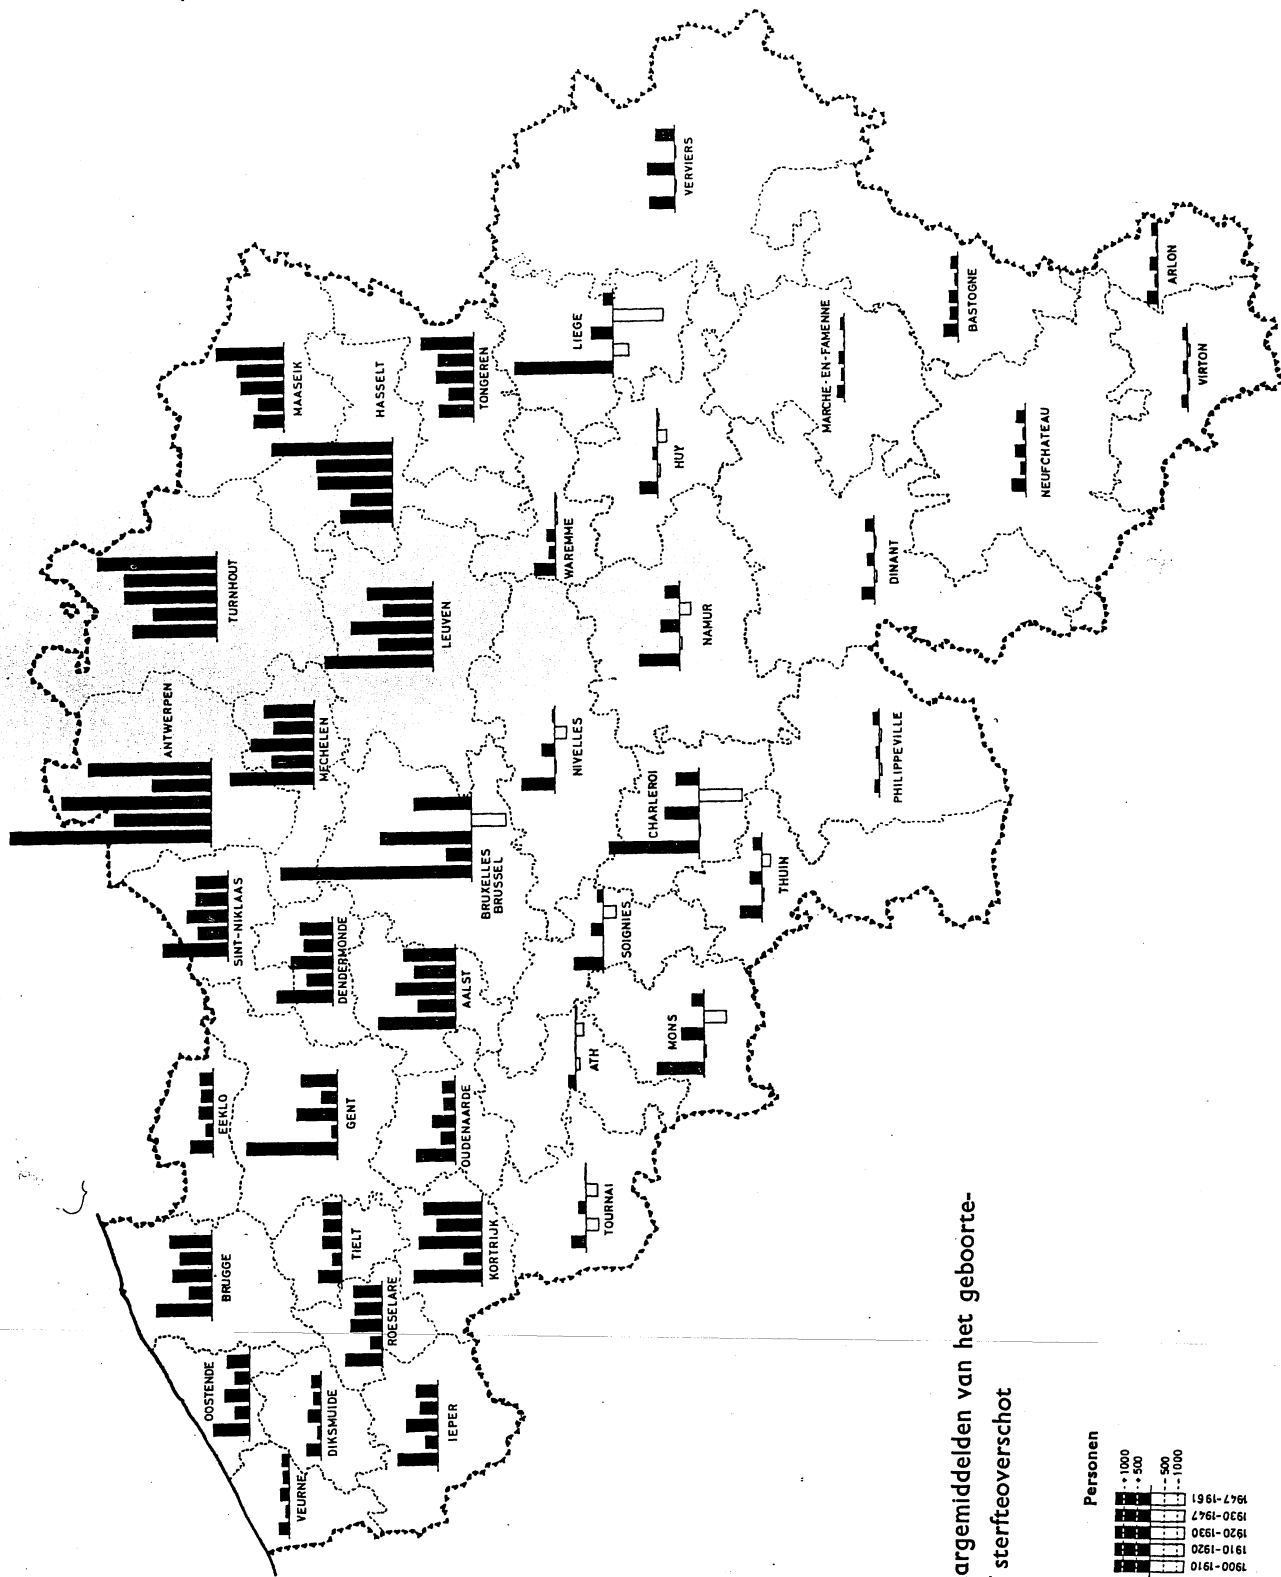 VERVIERS
ARLON
BASTOGNE
VIRTON
LIEGE
MARCHE-EN-FAMENNE
MAASEIK
HASSELT
TONGEREN
HUY
NEUFCHATEAU
WAREMME
DINANT
TURNHOUT
LEUVEN
NAMUR
ANTWERPEN
MECHELEN
NIVELLES
PHILIPPEVILLE
CHARLEROI
BRUXELLES
BRUSSEL
THUIN
SINT-NIKLAAS
DENDERMONDE
SOIGNIES
AALST
MONS
ATH
EEKLO
GENT
OUDENAARDE
TOURNAI
TIELT
KORTRIJK
BRUGGE
ROESELARE
OOSTENDE
DIKSMUIDE
IEPER
VEURNE
argemiddelden van het geboorte-
sterfteoverschot
Personen
+1000
+500
-500
-1000
1900-1910
1910-1920
1920-1930
1930-1947
1947-1961